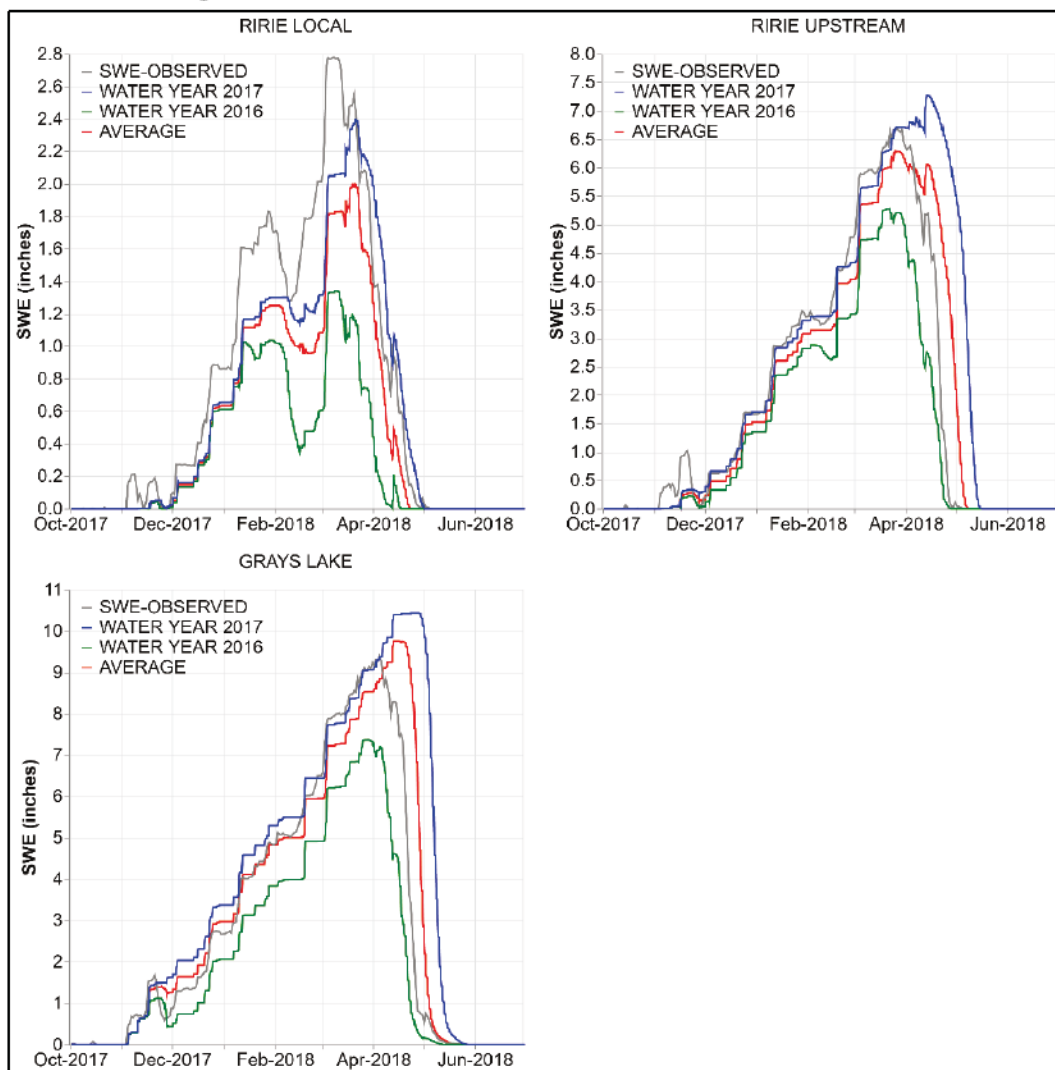 RIRIE LOCAL
2.8
2.6
2.4
2.2
2.0
1.8
1.6
1.4
1.2
1.0
0.8
0.6
0.4
0.2
0.0
SWE (inches)
SWE-OBSERVED
WATER YEAR 2017
WATER YEAR 2016
AVERAGE
Oct-2017 Dec-2017 Feb-2018 Apr-2018 Jun-2018
RIRIE UPSTREAM
8.0
7.5
7.0
6.5
6.0
5.5
5.0
4.5
4.0
3.5
3.0
2.5
2.0
1.5
1.0
0.5
0.0
SWE (inches)
SWE-OBSERVED
WATER YEAR 2017
WATER YEAR 2016
AVERAGE
Oct-2017 Dec-2017 Feb-2018 Apr-2018 Jun-2018
GRAYS LAKE
11
10
9
8
7
6
5
4
3
2
1
0
SWE (inches)
SWE-OBSERVED
WATER YEAR 2017
WATER YEAR 2016
AVERAGE
Oct-2017 Dec-2017 Feb-2018 Apr-2018 Jun-2018